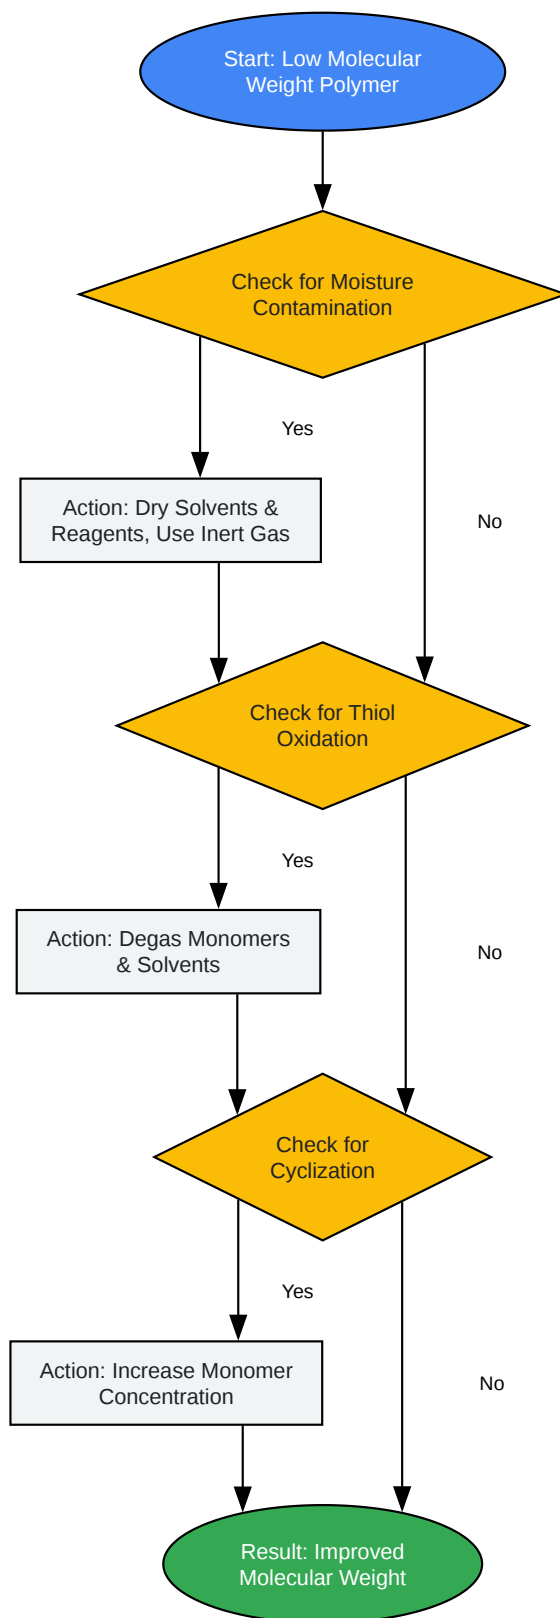 Start: Low Molecular
Weight Polymer
Check for Moisture
Contamination
Yes
No
Action: Dry Solvents &
Reagents, Use Inert Gas
Check for Thiol
Oxidation
Yes
No
Action: Degas Monomers
& Solvents
Check for
Cyclization
Yes
No
Action: Increase Monomer
Concentration
Result: Improved
Molecular Weight